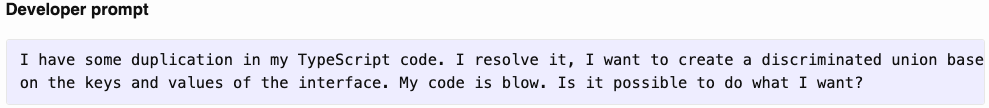 Developer prompt
I have some duplication in my TypeScript code. I resolve it, I want to create a discriminated union base
on the keys and values of the interface. My code is blow. Is it possible to do what I want?